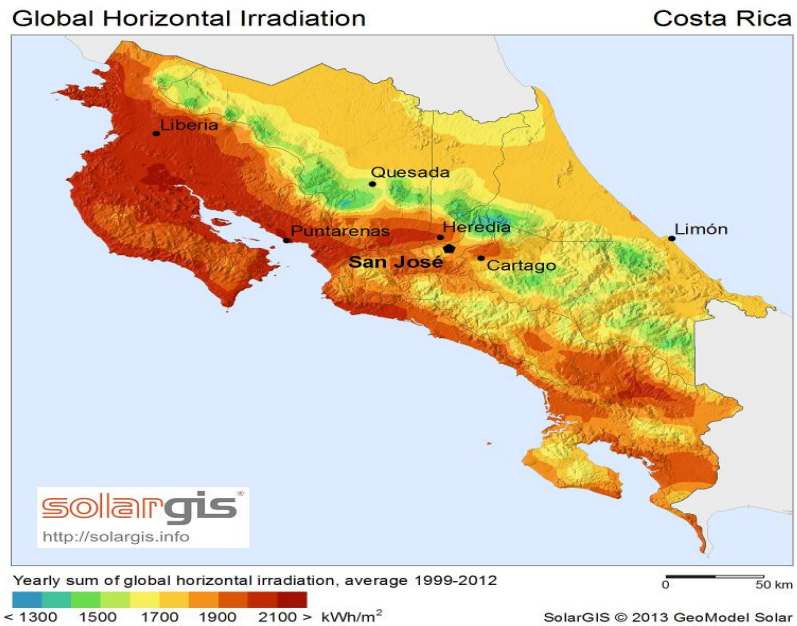 Global Horizontal Irradiation Costa Rica
Liberia
Quesada
Puntarenas
Heredia
Limón
San José
Cartago
solargis®
http://solargis.info
Yearly sum of global horizontal irradiation, average 1999-2012
0 50 km
< 1300 1500 1700 1900 2100 > kWh/m²
SolarGIS © 2013 GeoModel Solar